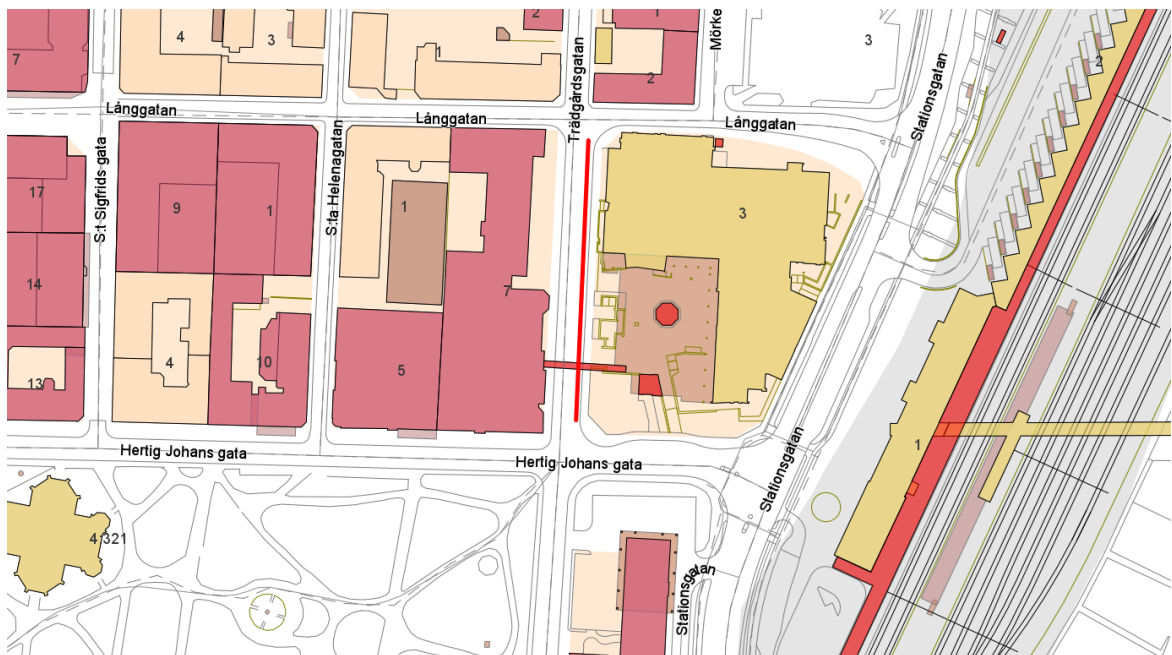 7
4
3
1
2
1
2
Mörke
3
2
Trädgårdsgatan
Stationsgatan
Långgatan
Långgatan
Långgatan
S:t Sigfrids gata
S:ta Helenagatan
17
9
1
1
3
14
7
13
4
10
5
1
Hertig Johans gata
Hertig Johans gata
Stationsgatan
4:321
Stationsgatan